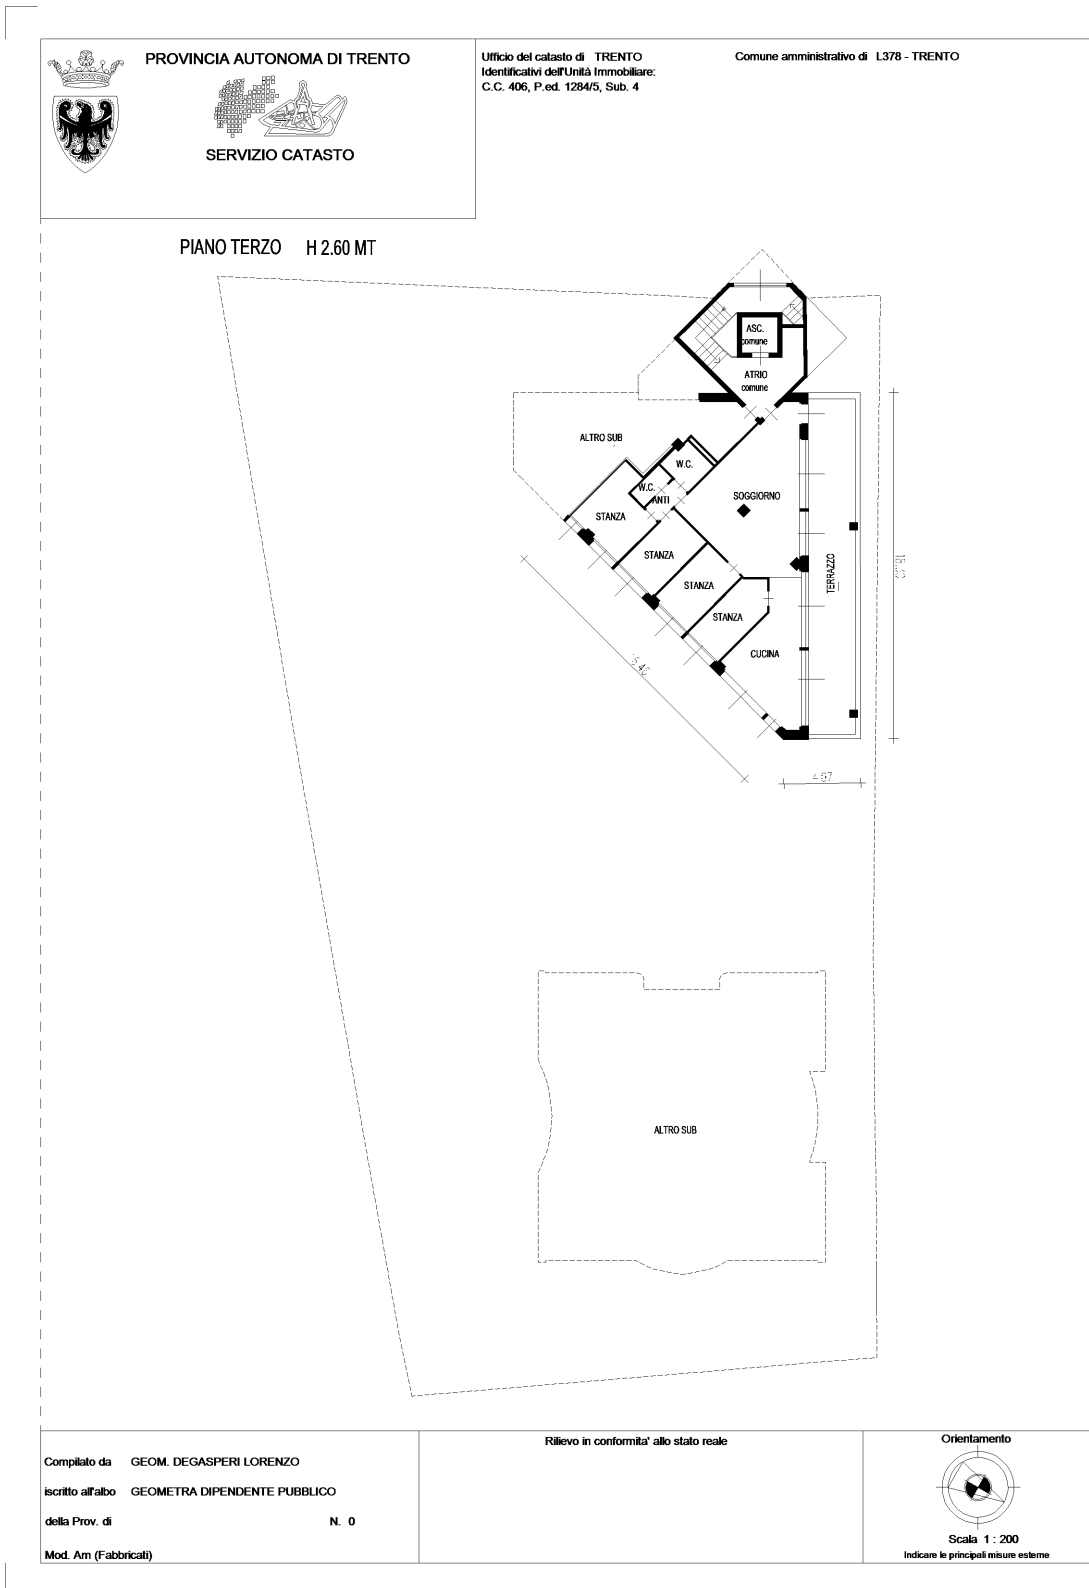 PROVINCIA AUTONOMA DI TRENTO
SERVIZIO CATASTO
Ufficio del catasto di TRENTO
Identificativi dell'Unità Immobiliare:
C.C. 406, P.ed. 1284/5, Sub. 4
Comune amministrativo di L378 - TRENTO
PIANO TERZO H 2.60 MT
ASC.
comune
ATRIO
comune
ALTRO SUB
W.C.
W.C.
ANTI
SOGGIORNO
STANZA
STANZA
STANZA
STANZA
CUCINA
TERRAZZO
ALTRO SUB
Compilato da GEOM. DEGASPERI LORENZO
iscritto all'albo GEOMETRA DIPENDENTE PUBBLICO
della Prov. di N. 0
Mod. Am (Fabbricati)
Rilievo in conformita' allo stato reale
Orientamento
Scala 1 : 200
Indicare le principali misure esterne